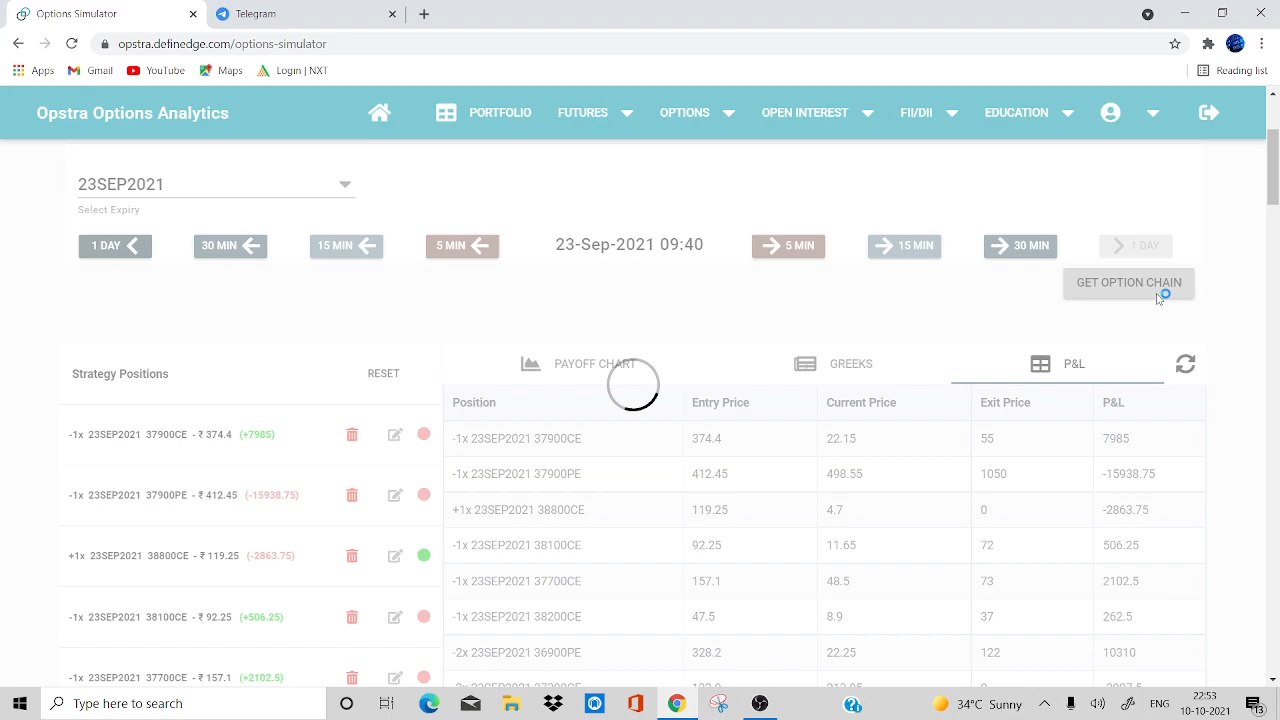 Options Simulator
Telegram
opstra.definedge.com/options-simulator
Apps
Gmail
YouTube
Maps
Login | NXT
Reading list
Opstra Options Analytics
PORTFOLIO
FUTURES
OPTIONS
OPEN INTEREST
FII/DII
EDUCATION
23SEP2021
Select Expiry
1 DAY
30 MIN
15 MIN
5 MIN
23-Sep-2021 09:40
5 MIN
15 MIN
30 MIN
1 DAY
GET OPTION CHAIN
Strategy Positions
RESET
PAYOFF CHART
GREEKS
P&L
Position Entry Price Current Price Exit Price P&L
-1x 23SEP2021 37900CE - ₹ 374.4 (+7985)
-1x 23SEP2021 37900PE - ₹ 412.45 (-15938.75)
+1x 23SEP2021 38800CE - ₹ 119.25 (-2863.75)
-1x 23SEP2021 38100CE - ₹ 92.25 (+506.25)
-1x 23SEP2021 37700CE - ₹ 157.1 (+2102.5)
-1x 23SEP2021 37900CE 374.4 22.15 55 7985
-1x 23SEP2021 37900PE 412.45 498.55 1050 -15938.75
+1x 23SEP2021 38800CE 119.25 4.7 0 -2863.75
-1x 23SEP2021 38100CE 92.25 11.65 72 506.25
-1x 23SEP2021 37700CE 157.1 48.5 73 2102.5
-1x 23SEP2021 38200CE 47.5 8.9 37 262.5
-2x 23SEP2021 36900PE 328.2 22.25 122 10310
Type here to search
34°C Sunny
ENG
22:53
10-10-2021